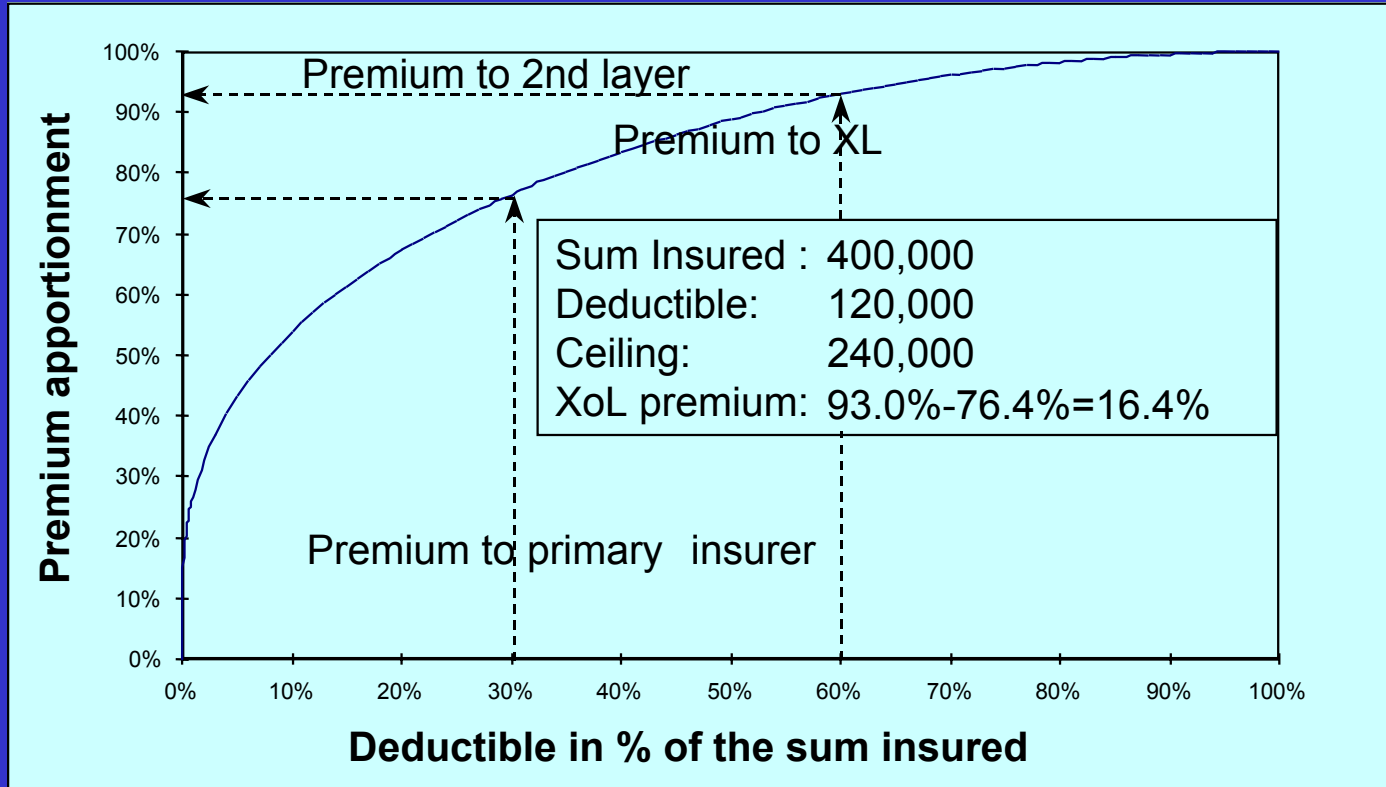 Premium apportionment
100%
90%
80%
70%
60%
50%
40%
30%
20%
10%
0%
Premium to 2nd layer
Premium to XL
Sum Insured : 400,000
Deductible: 120,000
Ceiling: 240,000
XoL premium: 93.0%-76.4%=16.4%
Premium to primary insurer
0% 10% 20% 30% 40% 50% 60% 70% 80% 90% 100%
Deductible in % of the sum insured